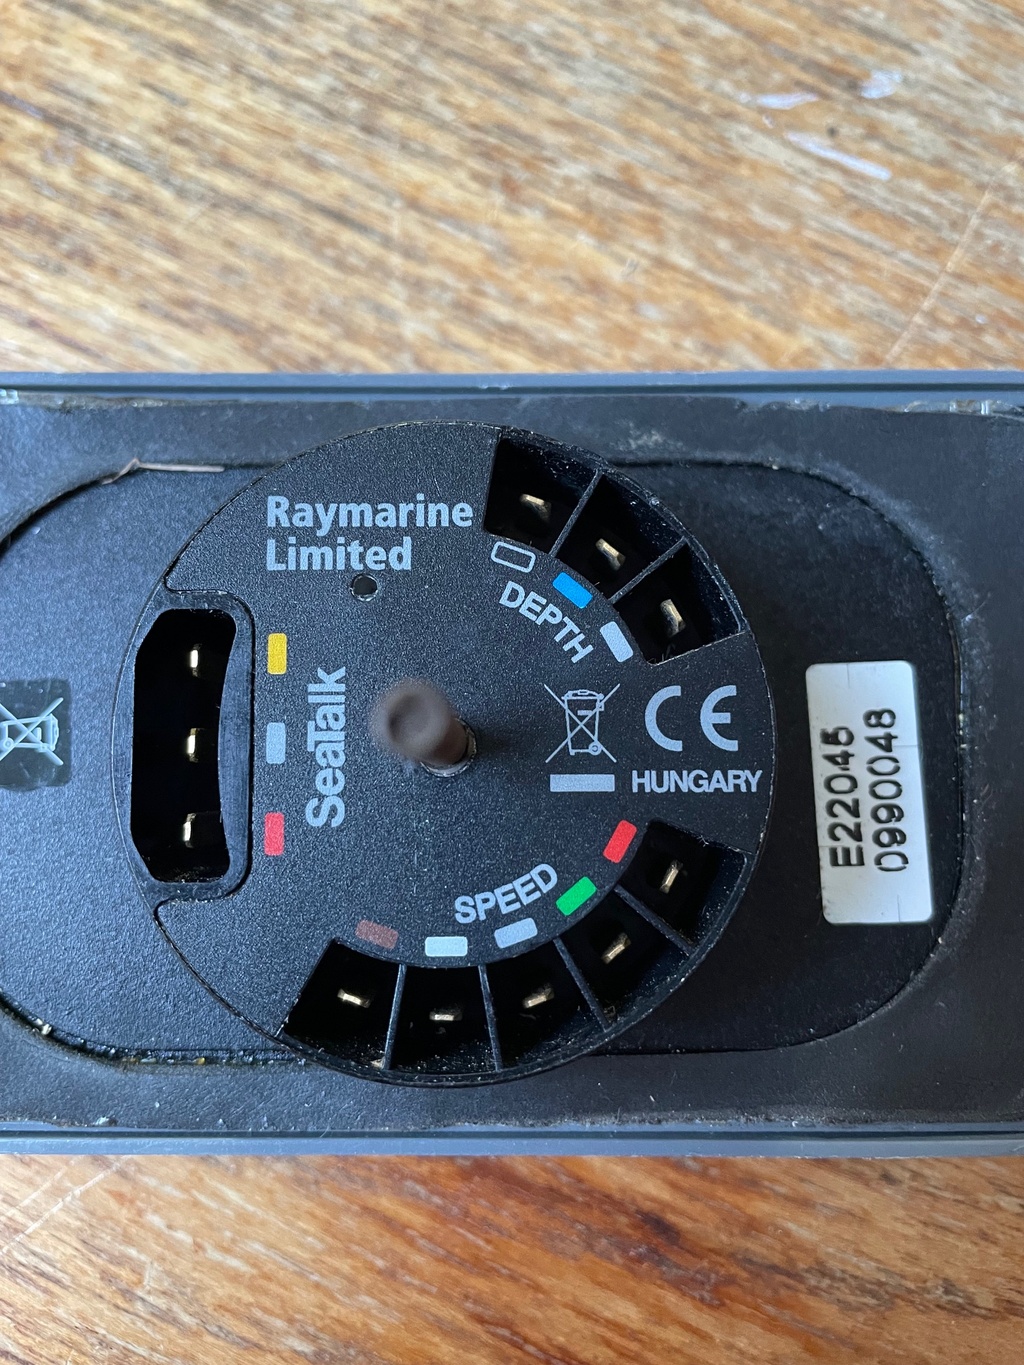 Raymarine
Limited
DEPTH
SeaTalk
CE
HUNGARY
SPEED
E22045
0990048